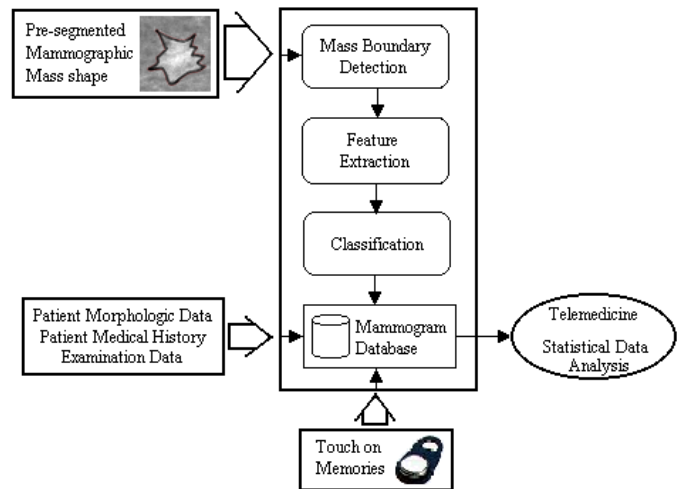 Pre-segmented
Mammographic
Mass shape
Mass Boundary
Detection
Feature
Extraction
Classification
Patient Morphologic Data
Patient Medical History
Examination Data
Mammogram
Database
Telemedicine
Statistical Data
Analysis
Touch on
Memories